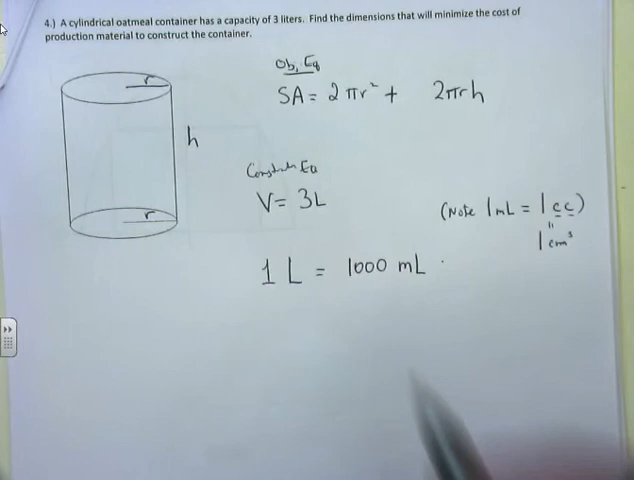 4.) A cylindrical oatmeal container has a capacity of 3 liters. Find the dimensions that will minimize the cost of
production material to construct the container.
r
h
r
Ob, Eq
SA = 2πr² + 2πrh
Eq
V = 3L
(Note 1mL = 1cc)
"
1cm³
1 L = 1000 mL